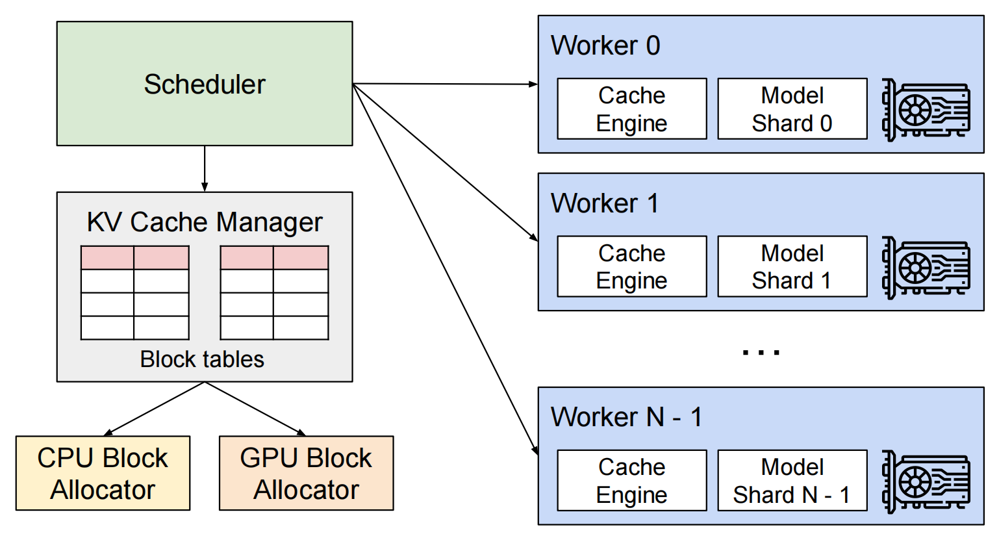 Scheduler
KV Cache Manager
Block tables
CPU Block
Allocator
GPU Block
Allocator
Worker 0
Cache
Engine
Model
Shard 0
Worker 1
Cache
Engine
Model
Shard 1
...
Worker N - 1
Cache
Engine
Model
Shard N - 1